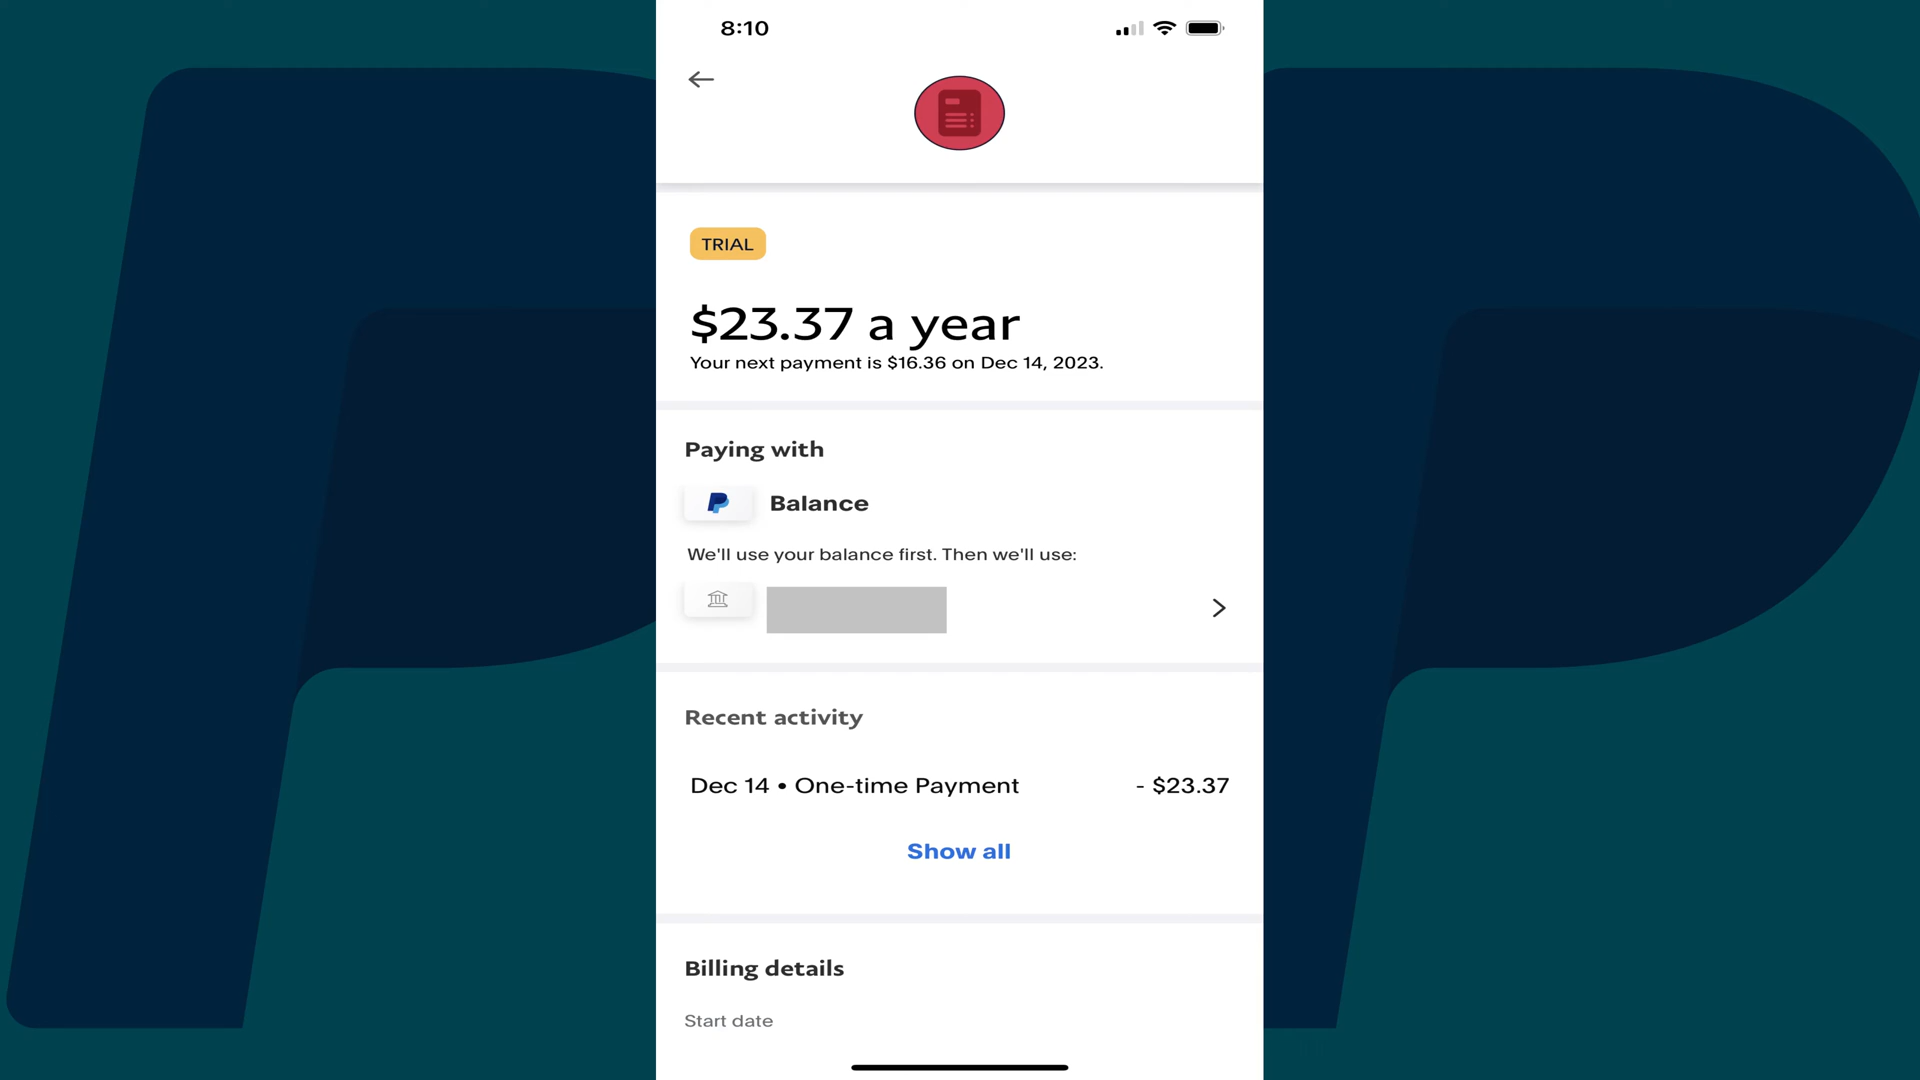 8:10
TRIAL
$23.37 a year
Your next payment is $16.36 on Dec 14, 2023.
Paying with
Balance
We'll use your balance first. Then we'll use:
Recent activity
Dec 14 • One-time Payment - $23.37
Show all
Billing details
Start date